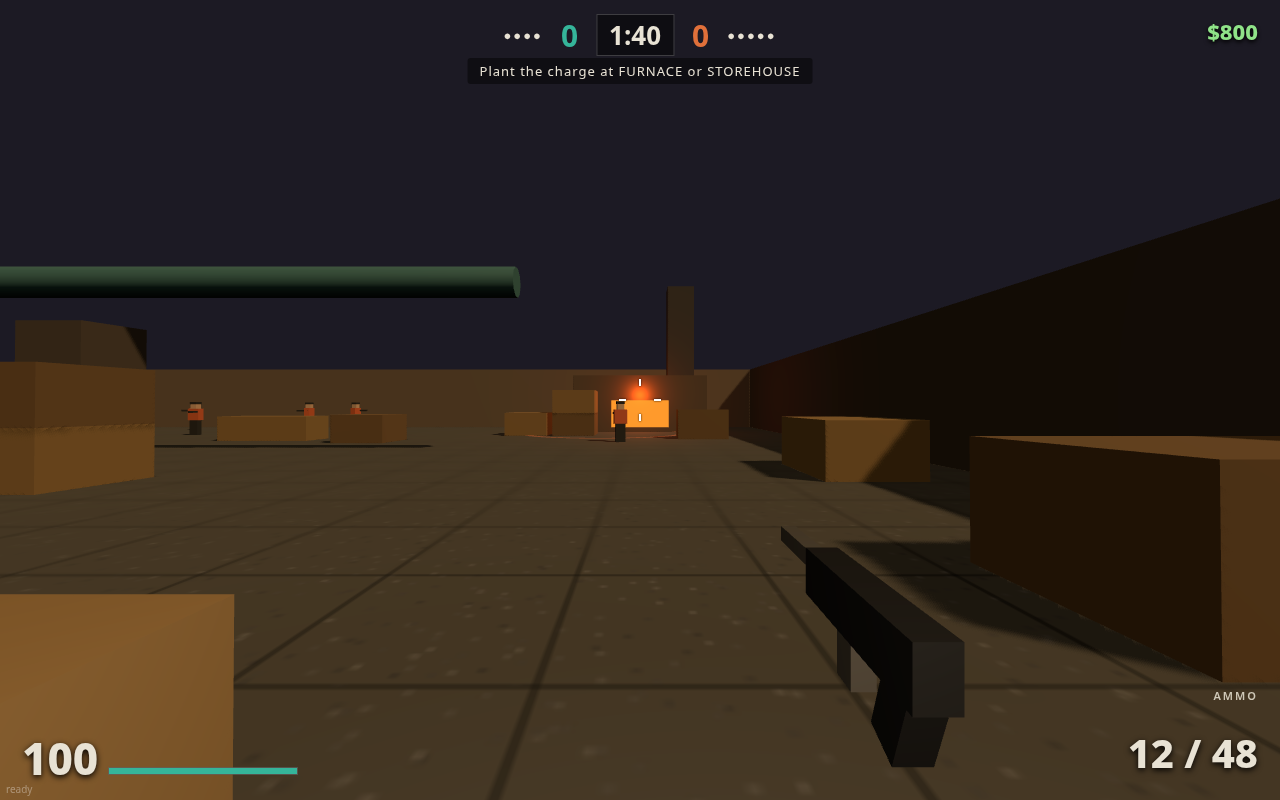 0 1:40 0
$800
Plant the charge at FURNACE or STOREHOUSE
AMMO
100
12 / 48
ready